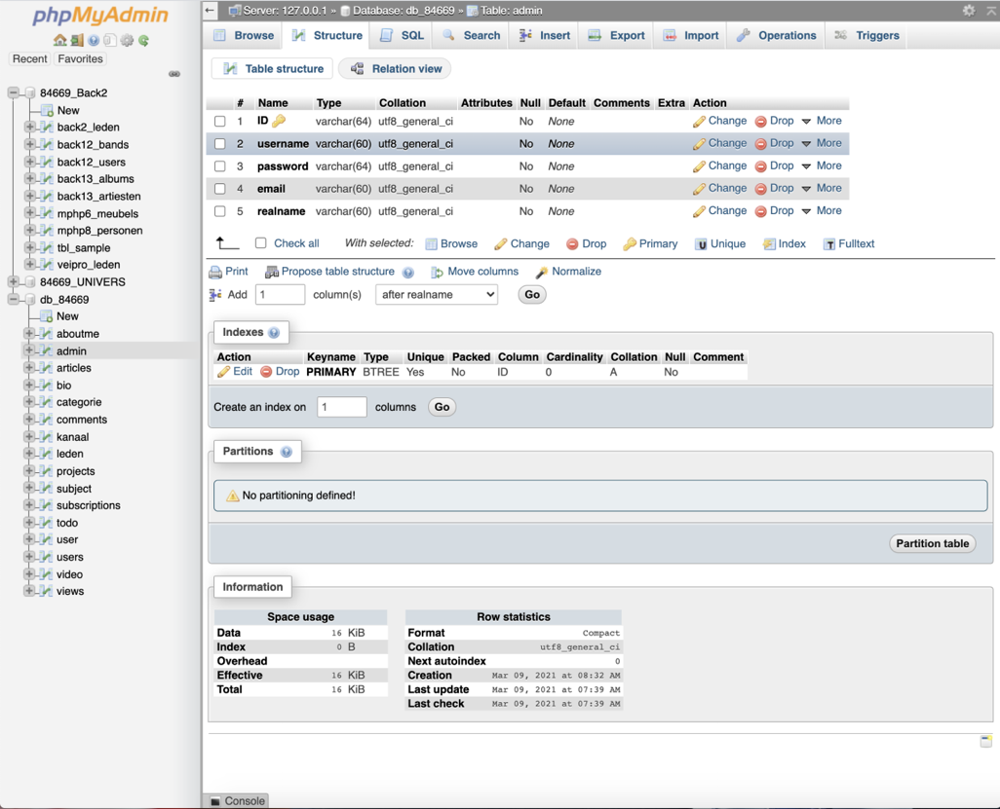 phpMyAdmin
Recent Favorites
84669_Back2
New
back2_leden
back12_bands
back12_users
back13_albums
back13_artiesten
mphp6_meubels
mphp8_personen
tbl_sample
veipro_leden
84669_UNIVERS
db_84669
New
aboutme
admin
articles
bio
categorie
comments
kanaal
leden
projects
subject
subscriptions
todo
user
users
video
views
Server: 127.0.0.1 » Database: db_84669 » Table: admin
Browse Structure SQL Search Insert Export Import Operations Triggers
Table structure Relation view
# Name Type Collation Attributes Null Default Comments Extra Action
1 ID varchar(64) utf8_general_ci No None Change Drop More
2 username varchar(60) utf8_general_ci No None Change Drop More
3 password varchar(60) utf8_general_ci No None Change Drop More
4 email varchar(60) utf8_general_ci No None Change Drop More
5 realname varchar(60) utf8_general_ci No None Change Drop More
Check all With selected: Browse Change Drop Primary Unique Index Fulltext
Print Propose table structure Move columns Normalize
Add 1 column(s) after realname Go
Indexes
Action Keyname Type Unique Packed Column Cardinality Collation Null Comment
Edit Drop PRIMARY BTREE Yes No ID 0 A No
Create an index on 1 columns Go
Partitions
No partitioning defined!
Partition table
Information
Space usage
Data 16 KiB
Index 0 B
Overhead
Effective 16 KiB
Total 16 KiB
Row statistics
Format Compact
Collation utf8_general_ci
Next autoindex 0
Creation Mar 09, 2021 at 08:32 AM
Last update Mar 09, 2021 at 07:39 AM
Last check Mar 09, 2021 at 07:39 AM
Console